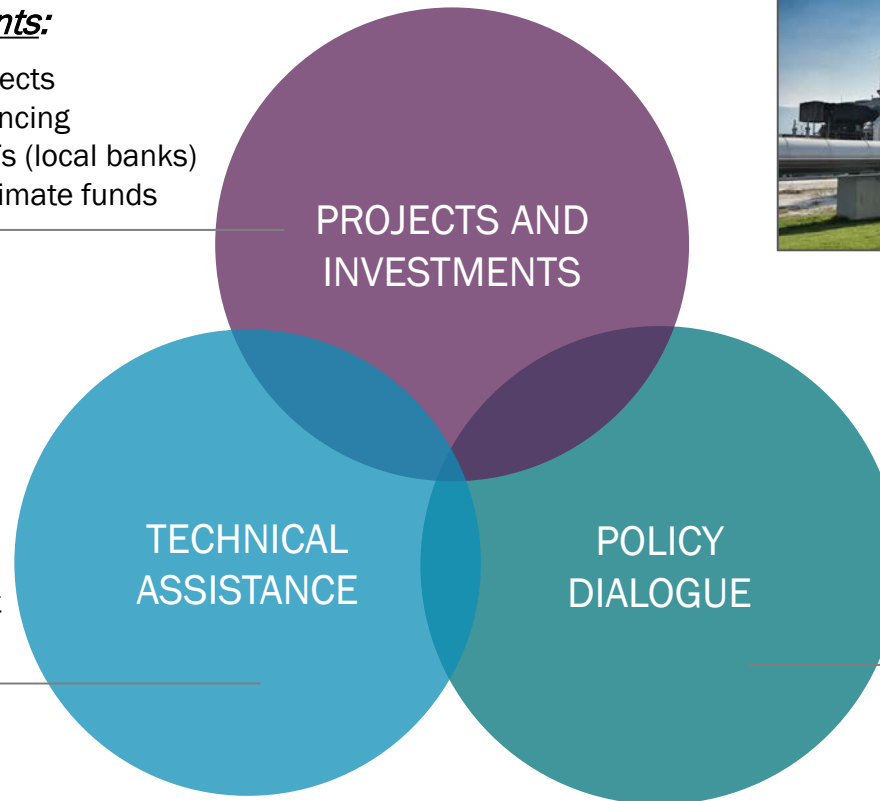 nts:
ects
ncing
s (local banks)
imate funds
PROJECTS AND
INVESTMENTS
TECHNICAL
ASSISTANCE
POLICY
DIALOGUE